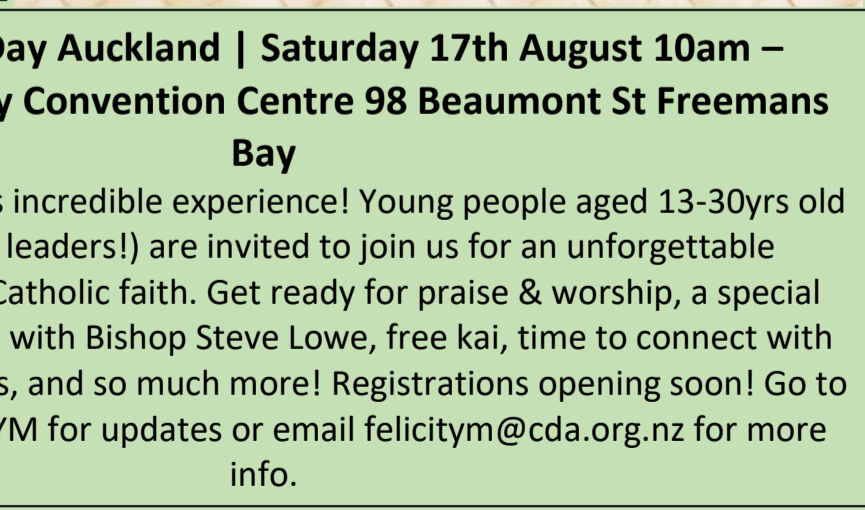 Day Auckland | Saturday 17th August 10am –
y Convention Centre 98 Beaumont St Freemans
Bay
s incredible experience! Young people aged 13-30yrs old
leaders!) are invited to join us for an unforgettable
Catholic faith. Get ready for praise & worship, a special
with Bishop Steve Lowe, free kai, time to connect with
s, and so much more! Registrations opening soon! Go to
YM for updates or email felicitym@cda.org.nz for more
info.